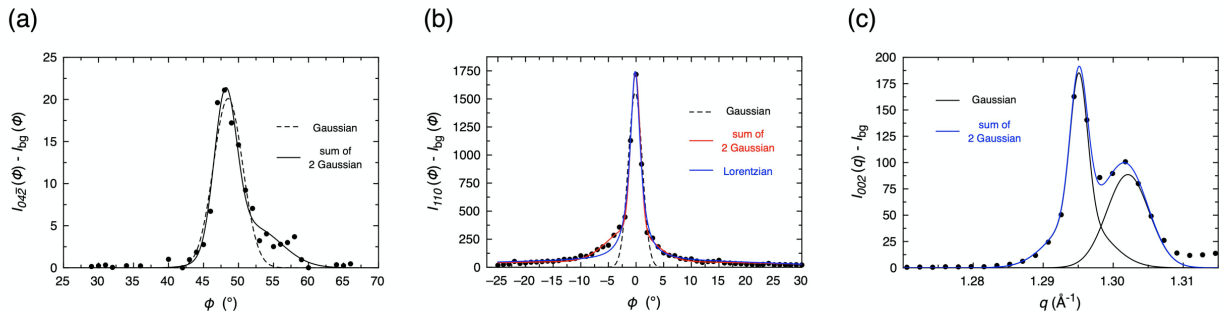 (a)
I042̅(Φ) - Ibg(Φ)
25
20
15
10
5
0
25 30 35 40 45 50 55 60 65 70
ϕ (°)
Gaussian
sum of
2 Gaussian
(b)
I110(Φ) - Ibg(Φ)
1750
1500
1250
1000
750
500
250
0
−25 −20 −15 −10 −5 0 5 10 15 20 25 30
ϕ (°)
Gaussian
sum of
2 Gaussian
Lorentzian
(c)
I002(q) - Ibg
200
175
150
125
100
75
50
25
0
1.28 1.29 1.30 1.31
q (Å-1)
Gaussian
sum of
2 Gaussian